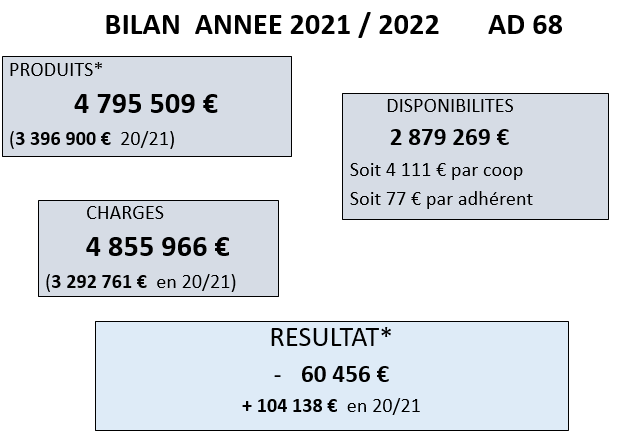 BILAN ANNEE 2021 / 2022 AD 68
PRODUITS*
4 795 509 €
(3 396 900 € 20/21)
DISPONIBILITES
2 879 269 €
Soit 4 111 € par coop
Soit 77 € par adhérent
CHARGES
4 855 966 €
(3 292 761 € en 20/21)
RESULTAT*
- 60 456 €
+ 104 138 € en 20/21